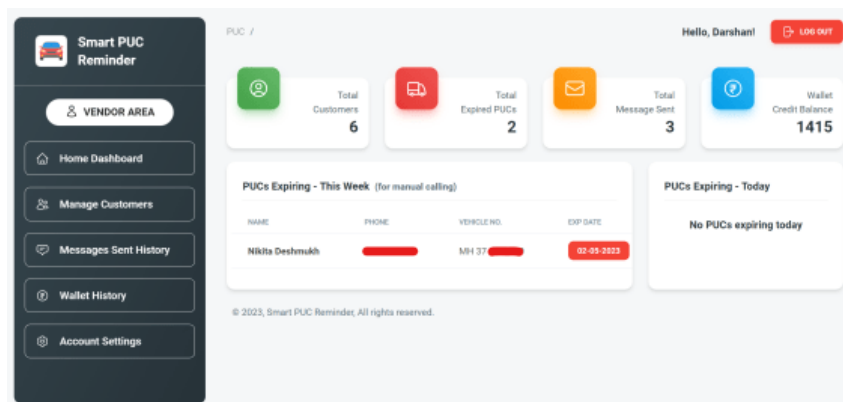 Smart PUC
Reminder
VENDOR AREA
Home Dashboard
Manage Customers
Messages Sent History
Wallet History
Account Settings
PUC /
Hello, Darshan!
LOG OUT
Total
Customers
6
Total
Expired PUCs
2
Total
Message Sent
3
Wallet
Credit Balance
1415
PUCs Expiring - This Week (for manual calling)
NAME PHONE VEHICLE NO. EXP DATE
Nikita Deshmukh MH 37 02-05-2023
PUCs Expiring - Today
No PUCs expiring today
© 2023, Smart PUC Reminder, All rights reserved.